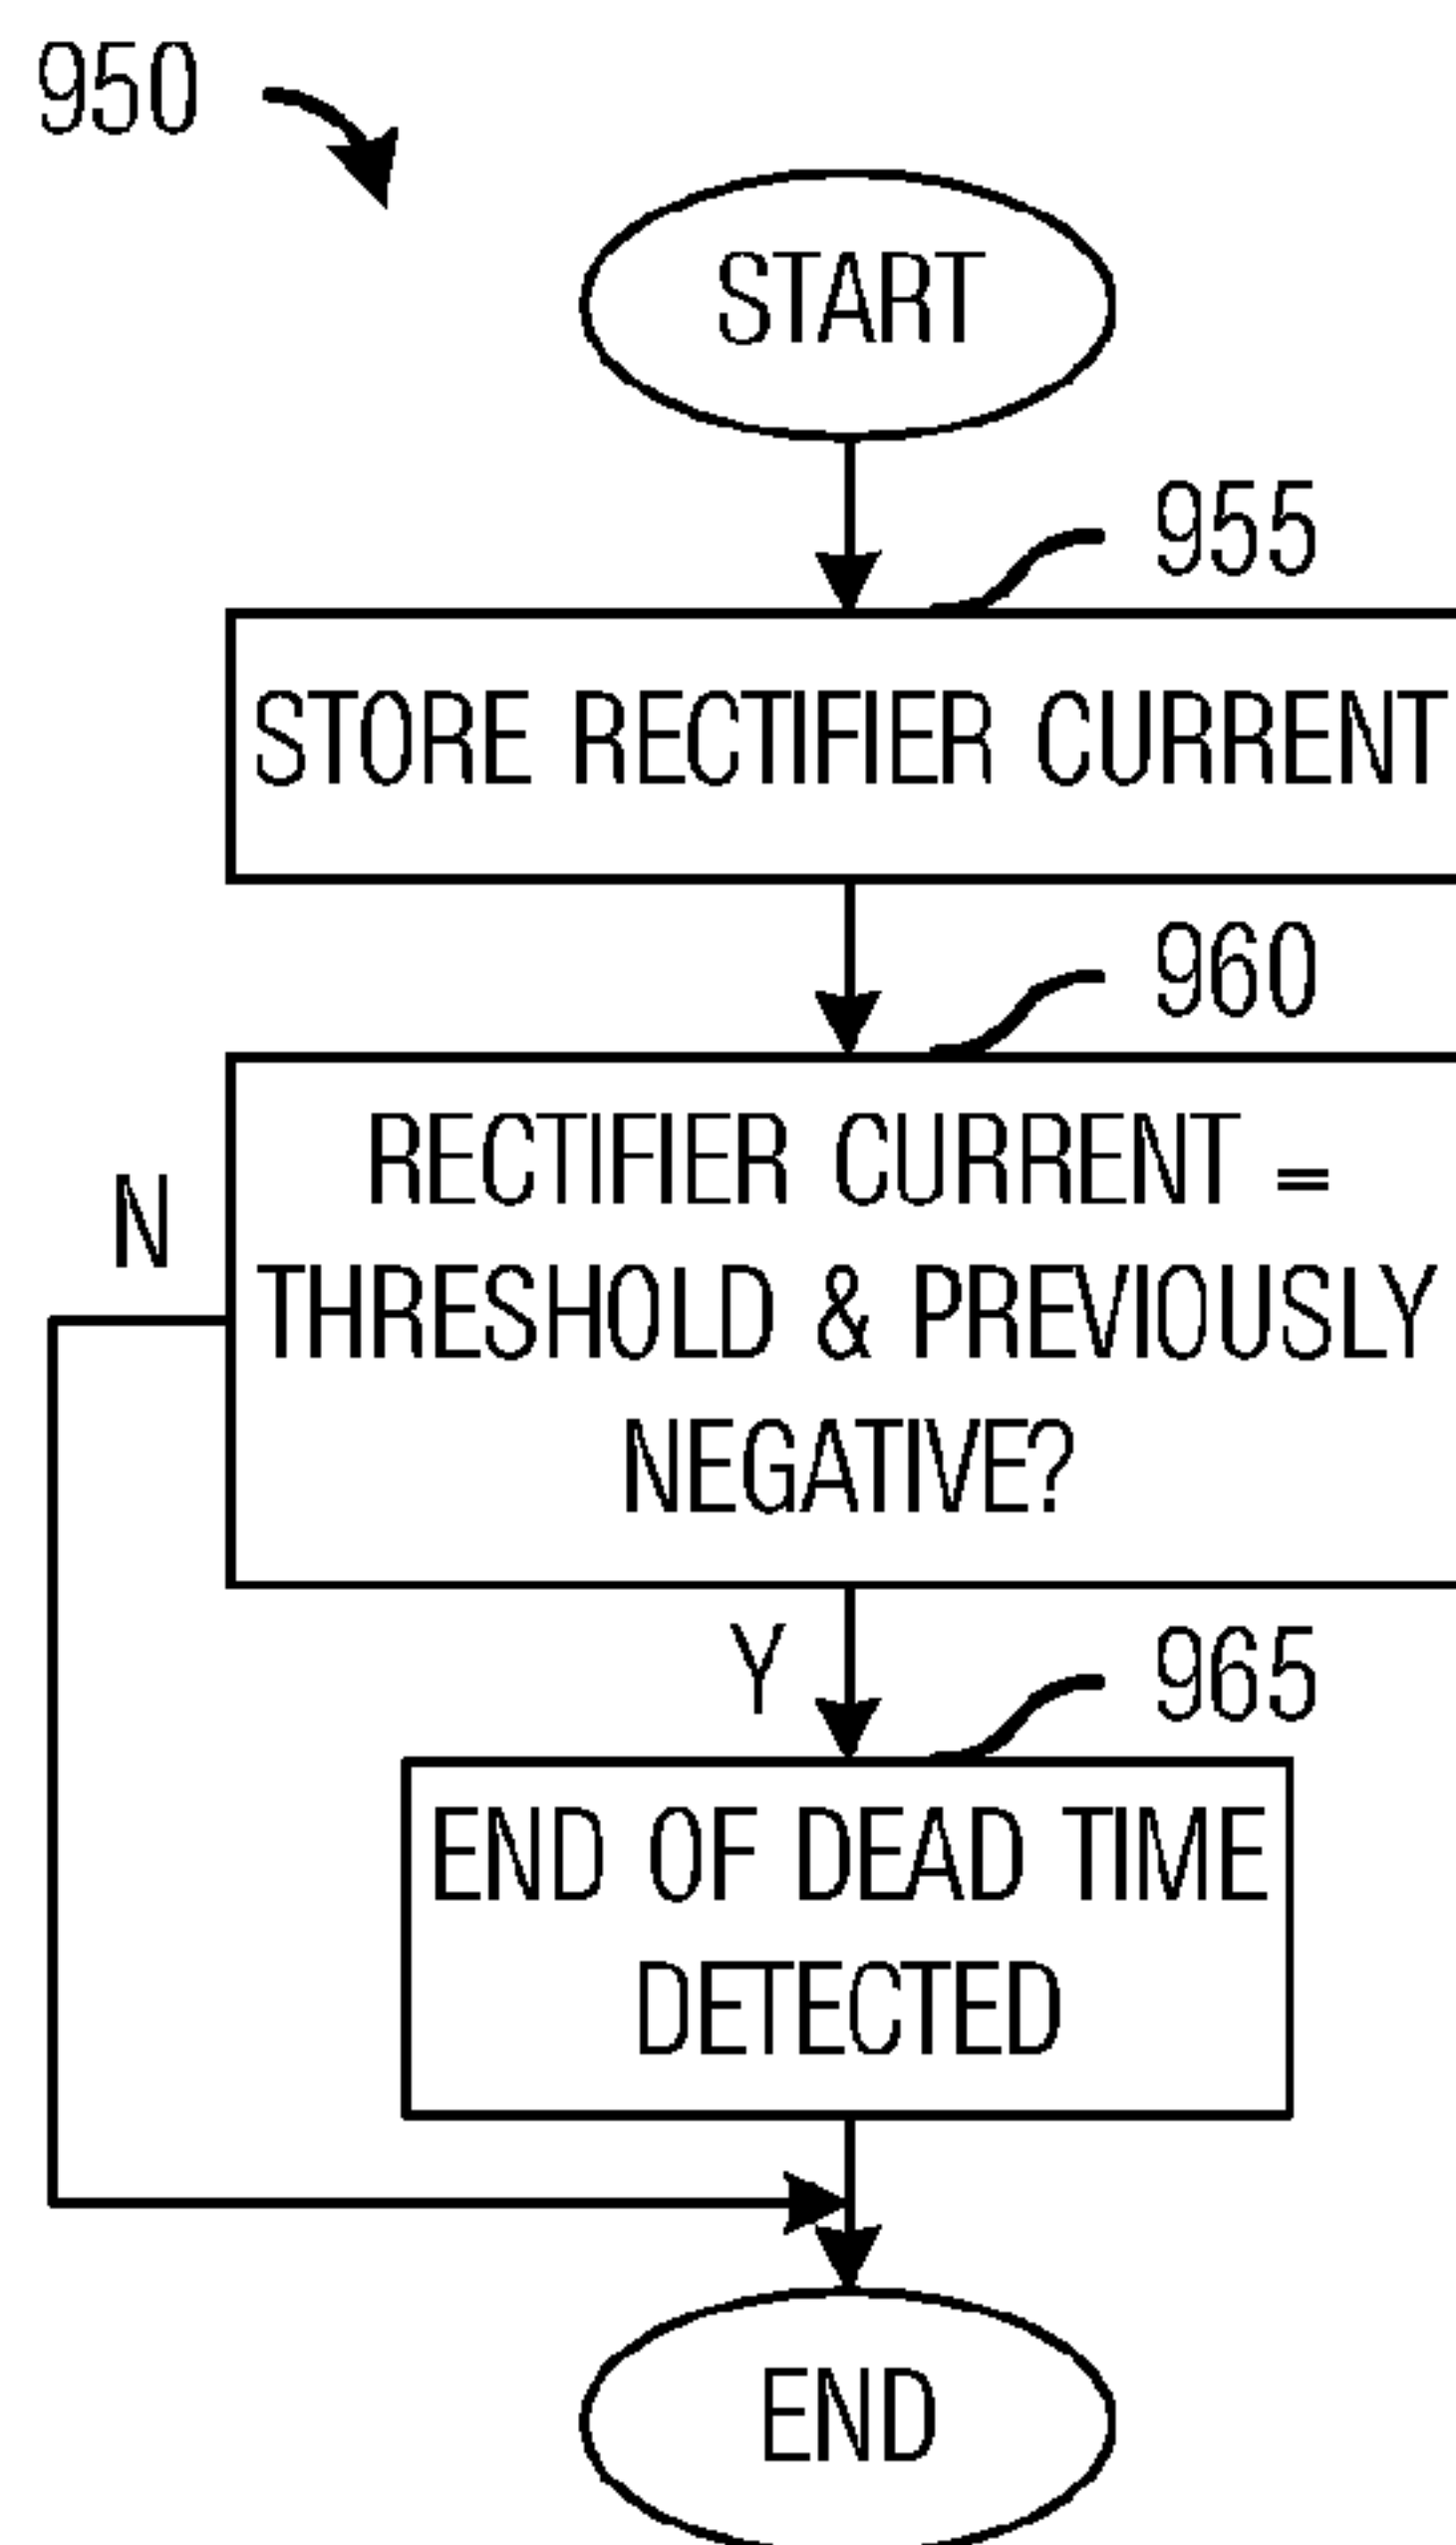 950
START
955
STORE RECTIFIER CURRENT
960
RECTIFIER CURRENT =
THRESHOLD & PREVIOUSLY
NEGATIVE?
N
Y
965
END OF DEAD TIME
DETECTED
END